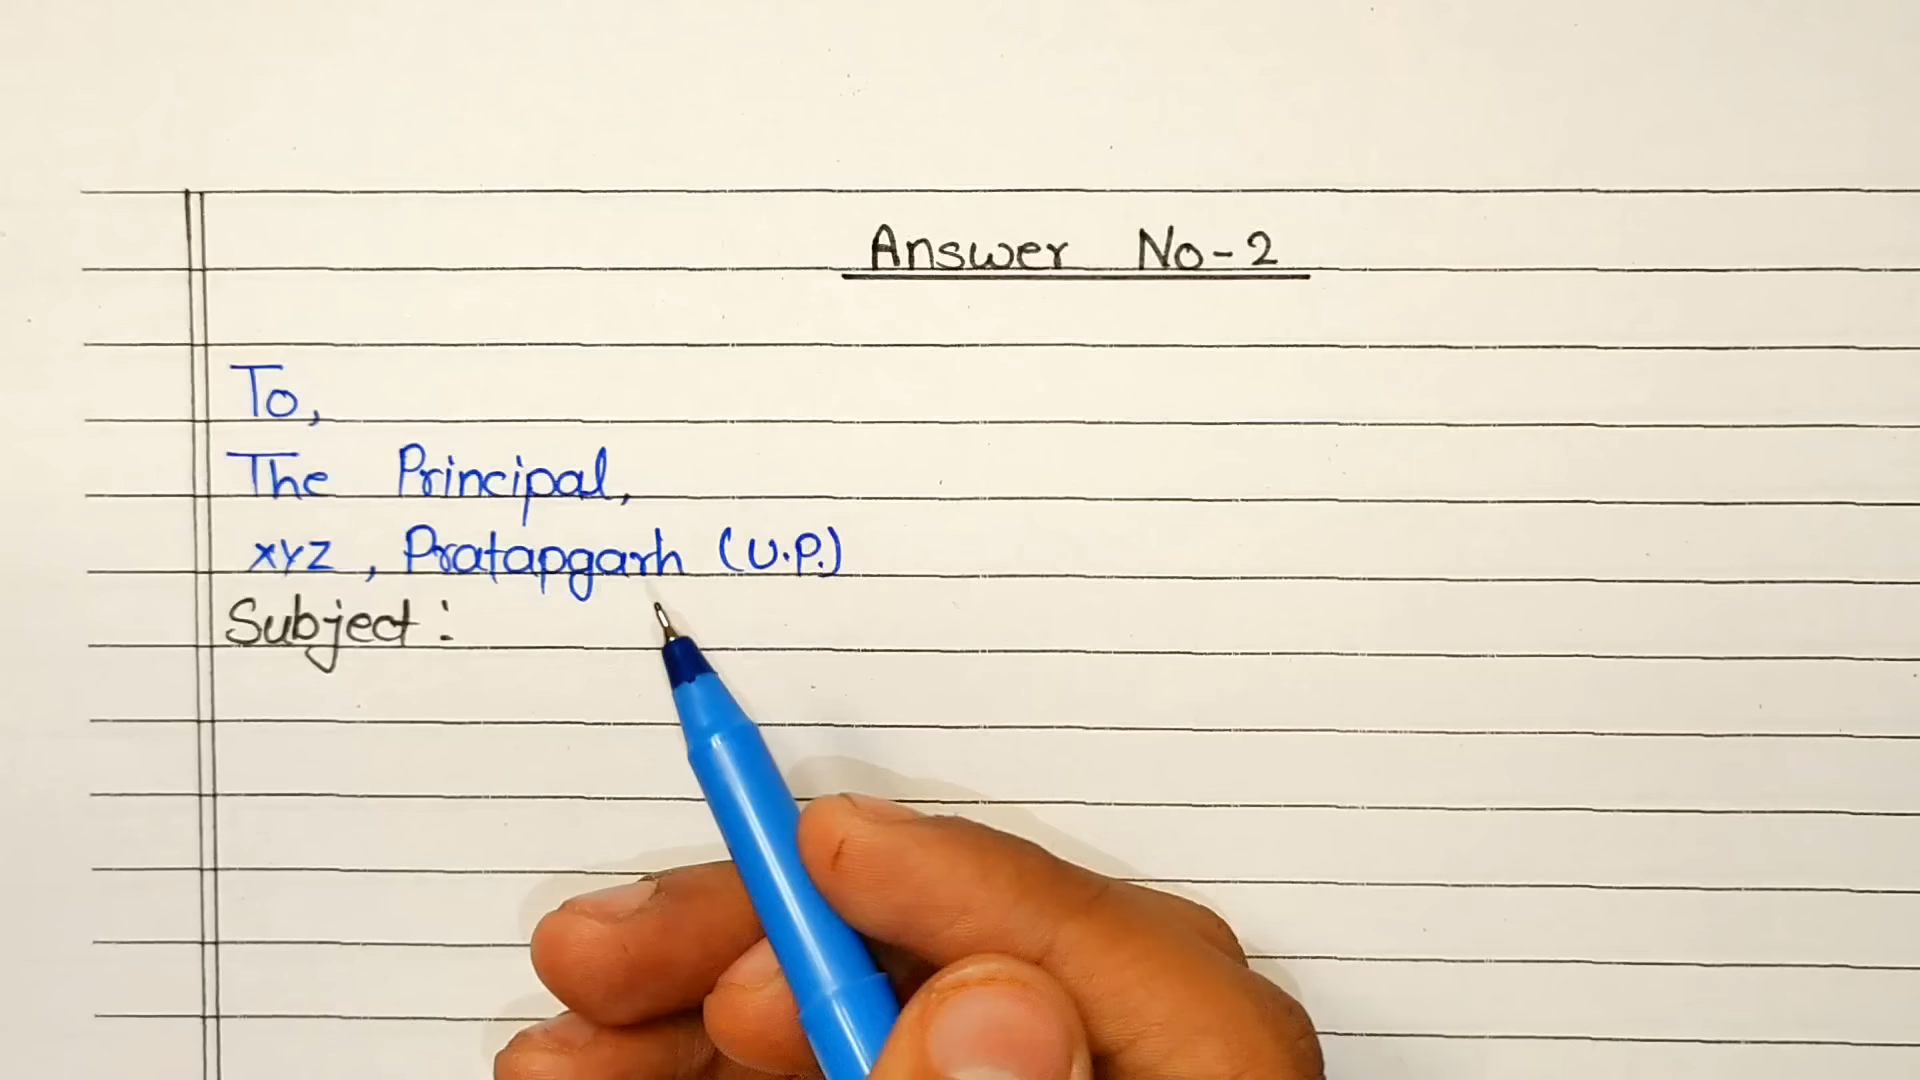 Answer No-2
To,
The Principal,
XYZ, Pratapgarh (U.P.)
Subject: